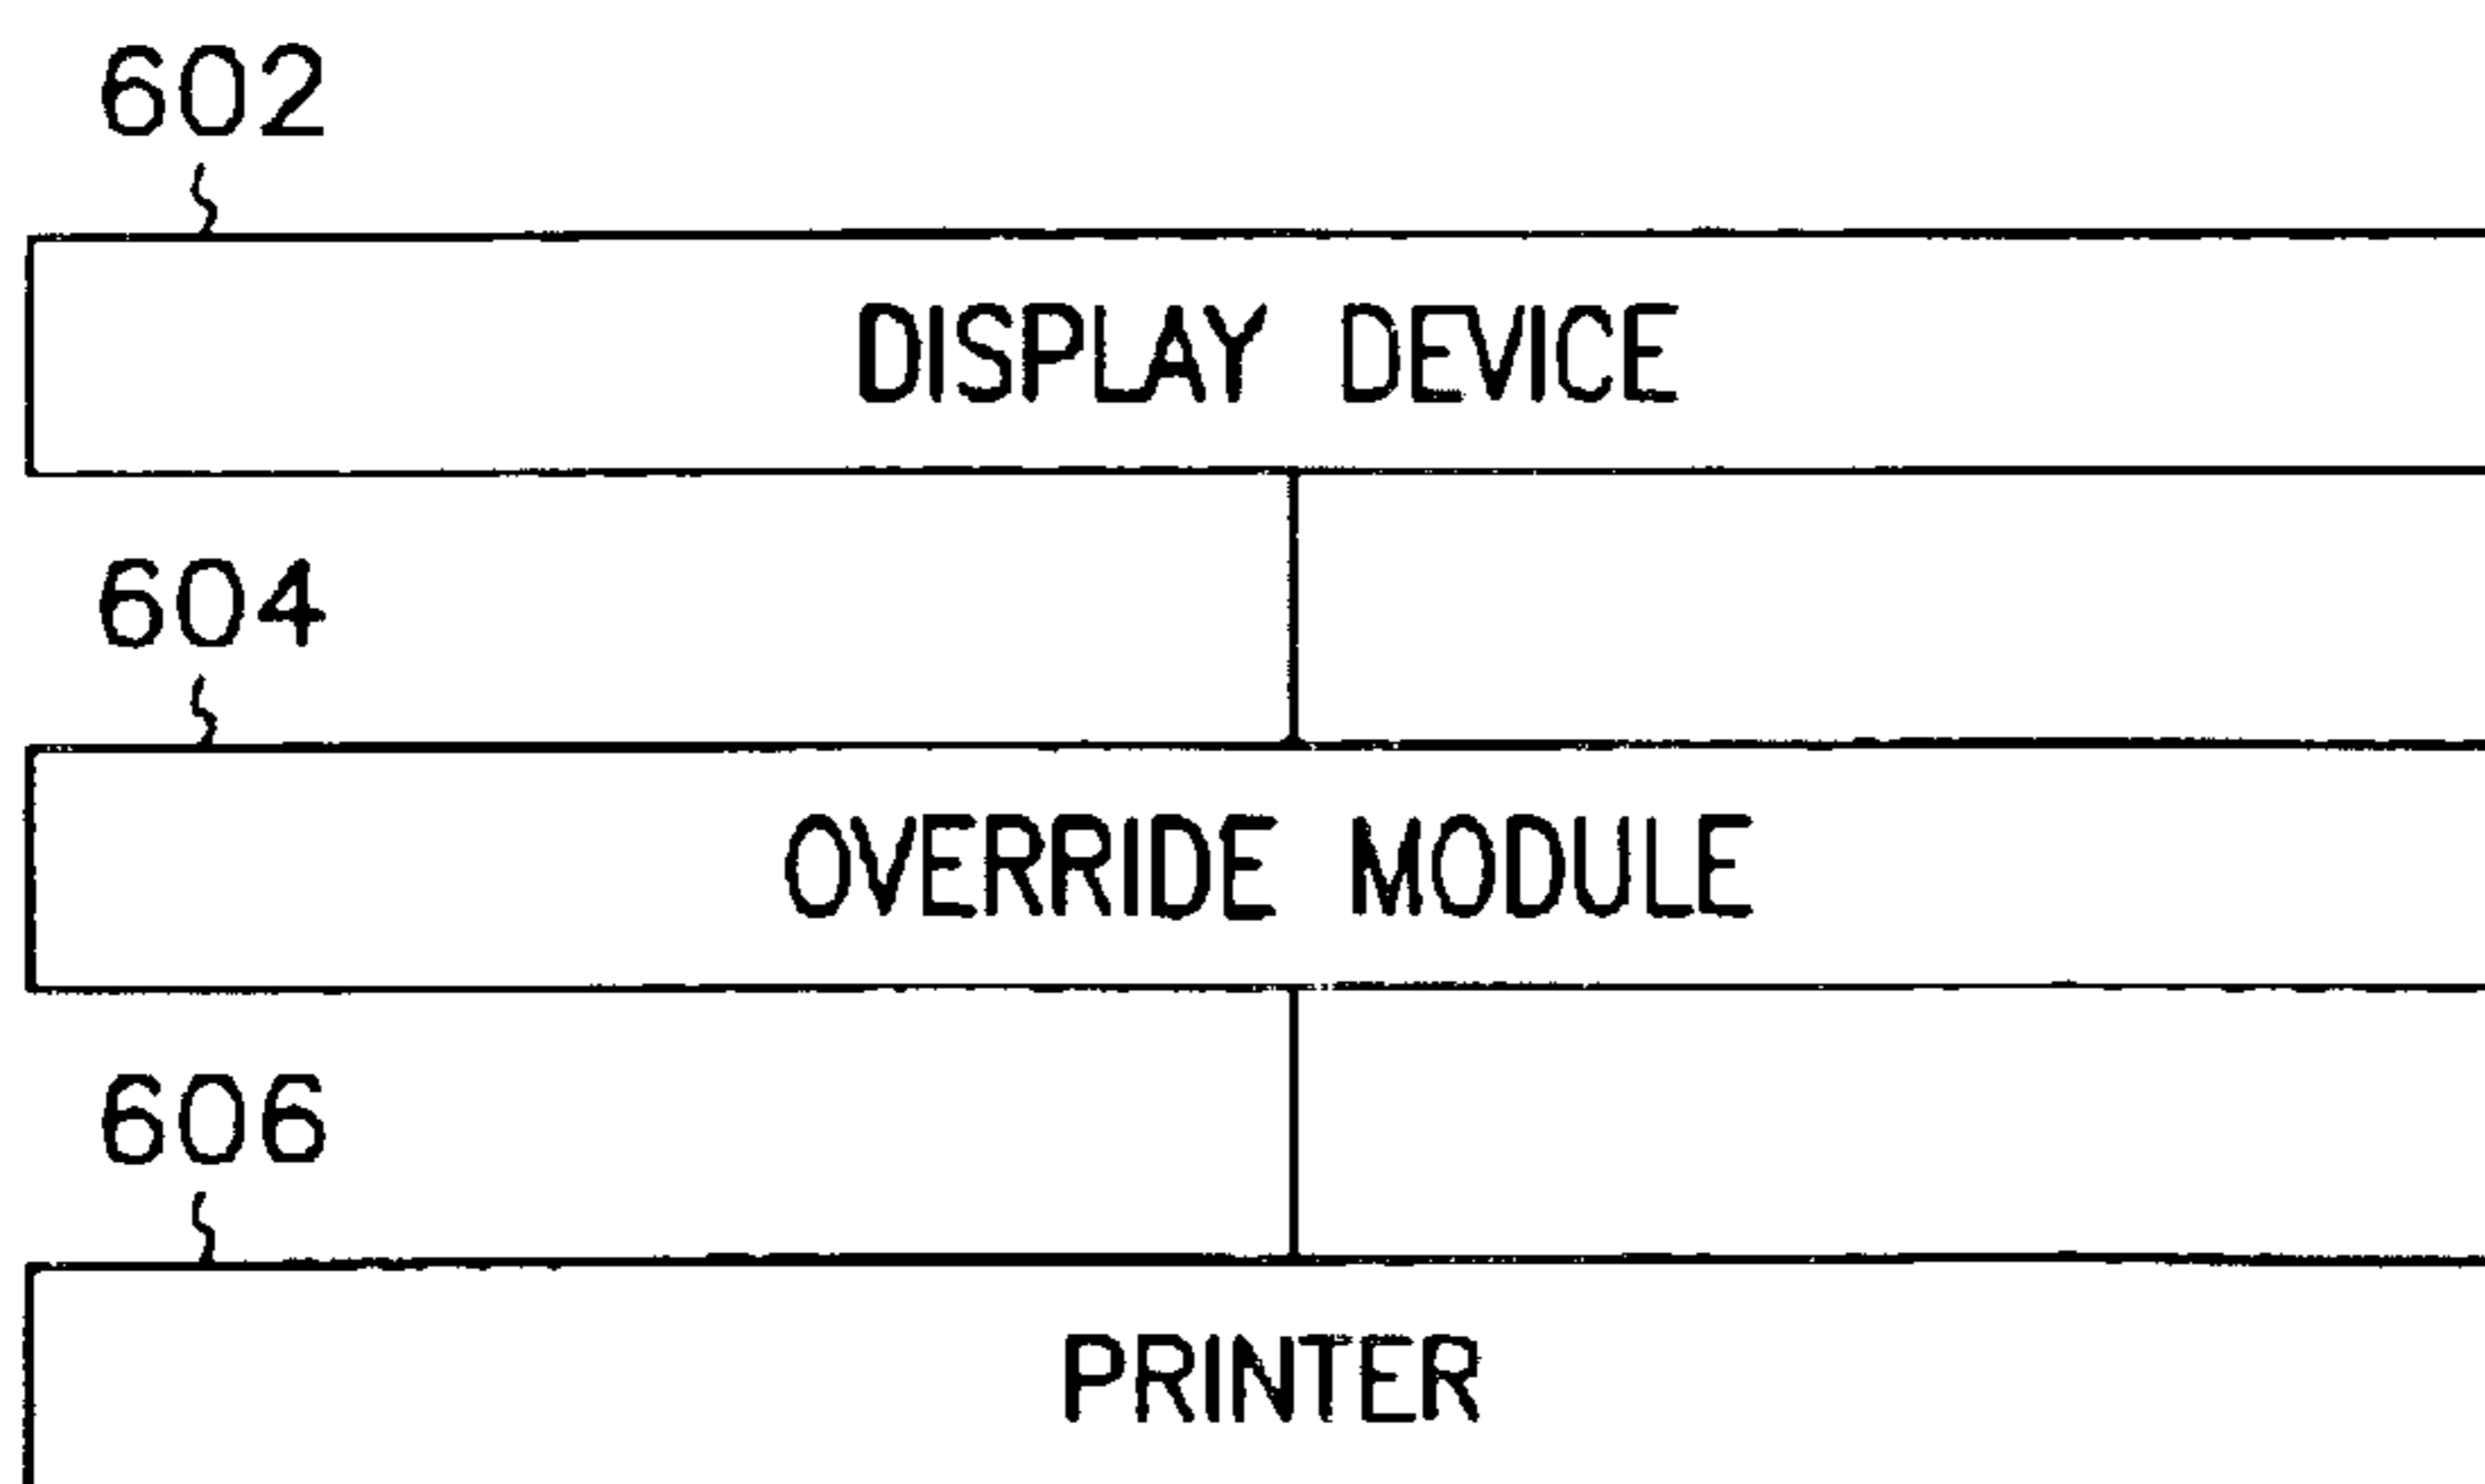 602
DISPLAY DEVICE
604
OVERRIDE MODULE
606
PRINTER